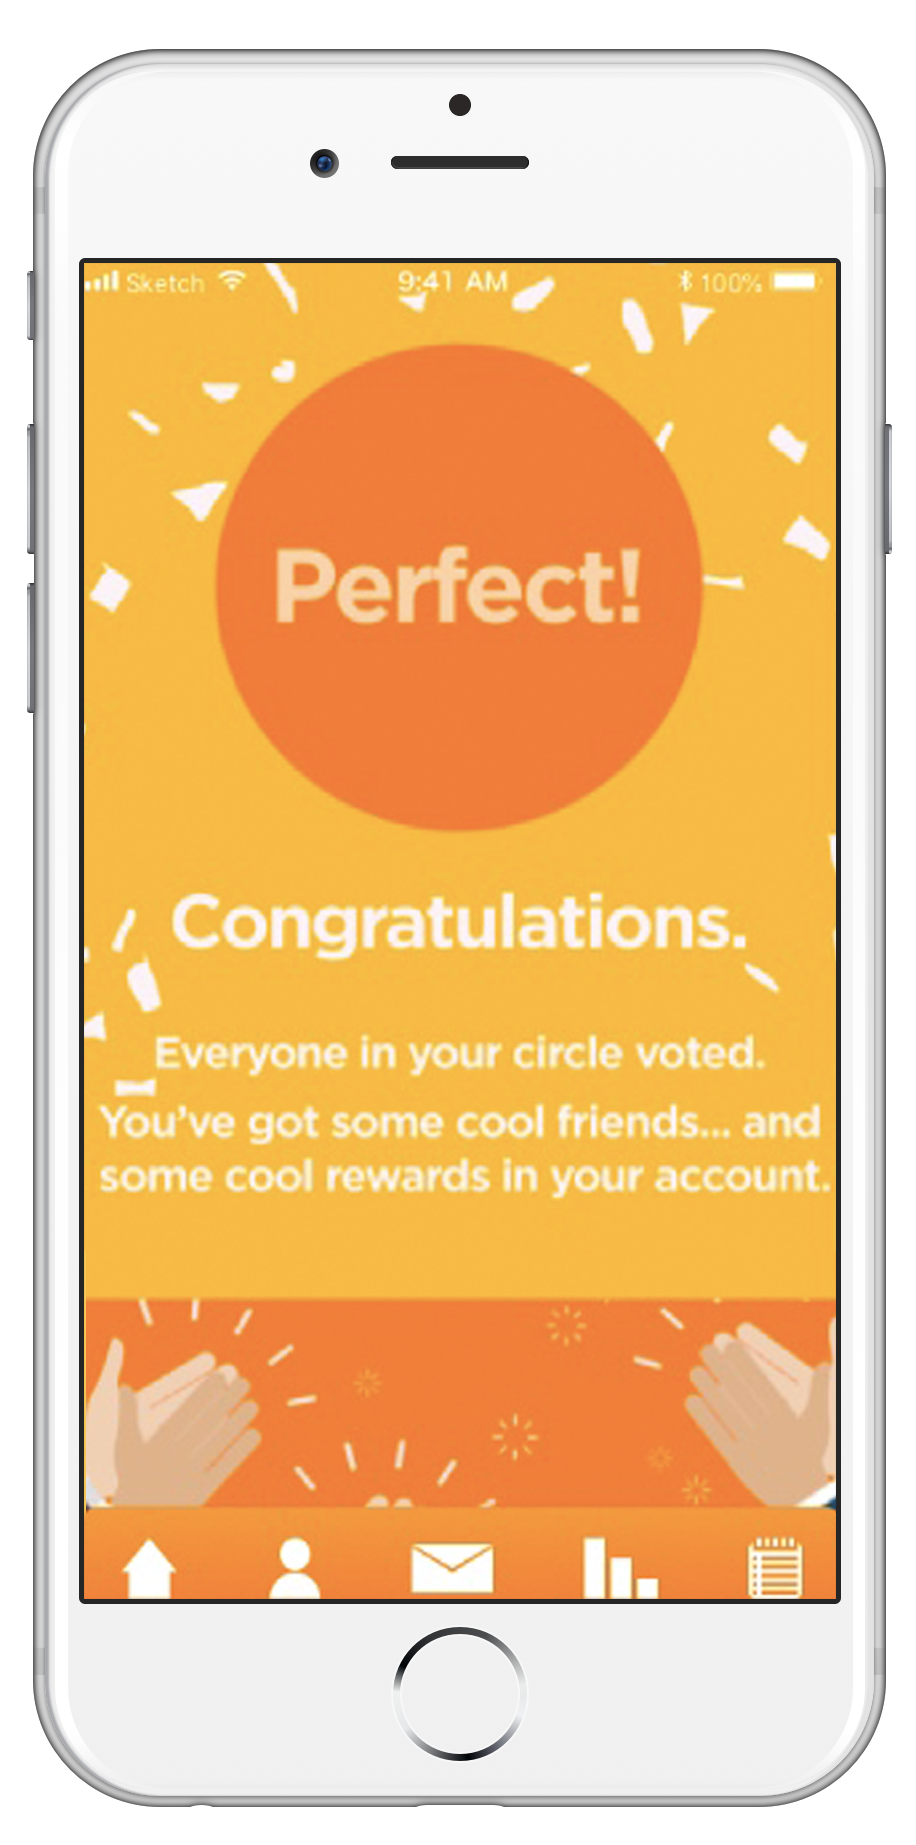 Sketch 9:41 AM 100%
Perfect!
Congratulations.
Everyone in your circle voted.
You’ve got some cool friends... and
some cool rewards in your account.